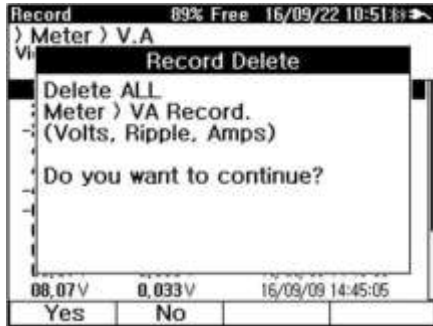 Record 89% Free 16/09/22 10:51
> Meter > V.A
Record Delete
Delete ALL
Meter > VA Record.
(Volts, Ripple, Amps)
Do you want to continue?
08,07V 0,033V 16/09/09 14:45:05
Yes No